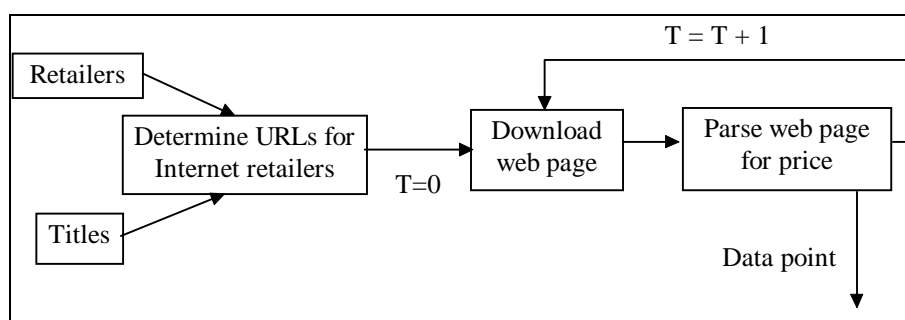 T = T + 1
Retailers
Determine URLs for
Internet retailers
Download
web page
Parse web page
for price
T=0
Titles
Data point